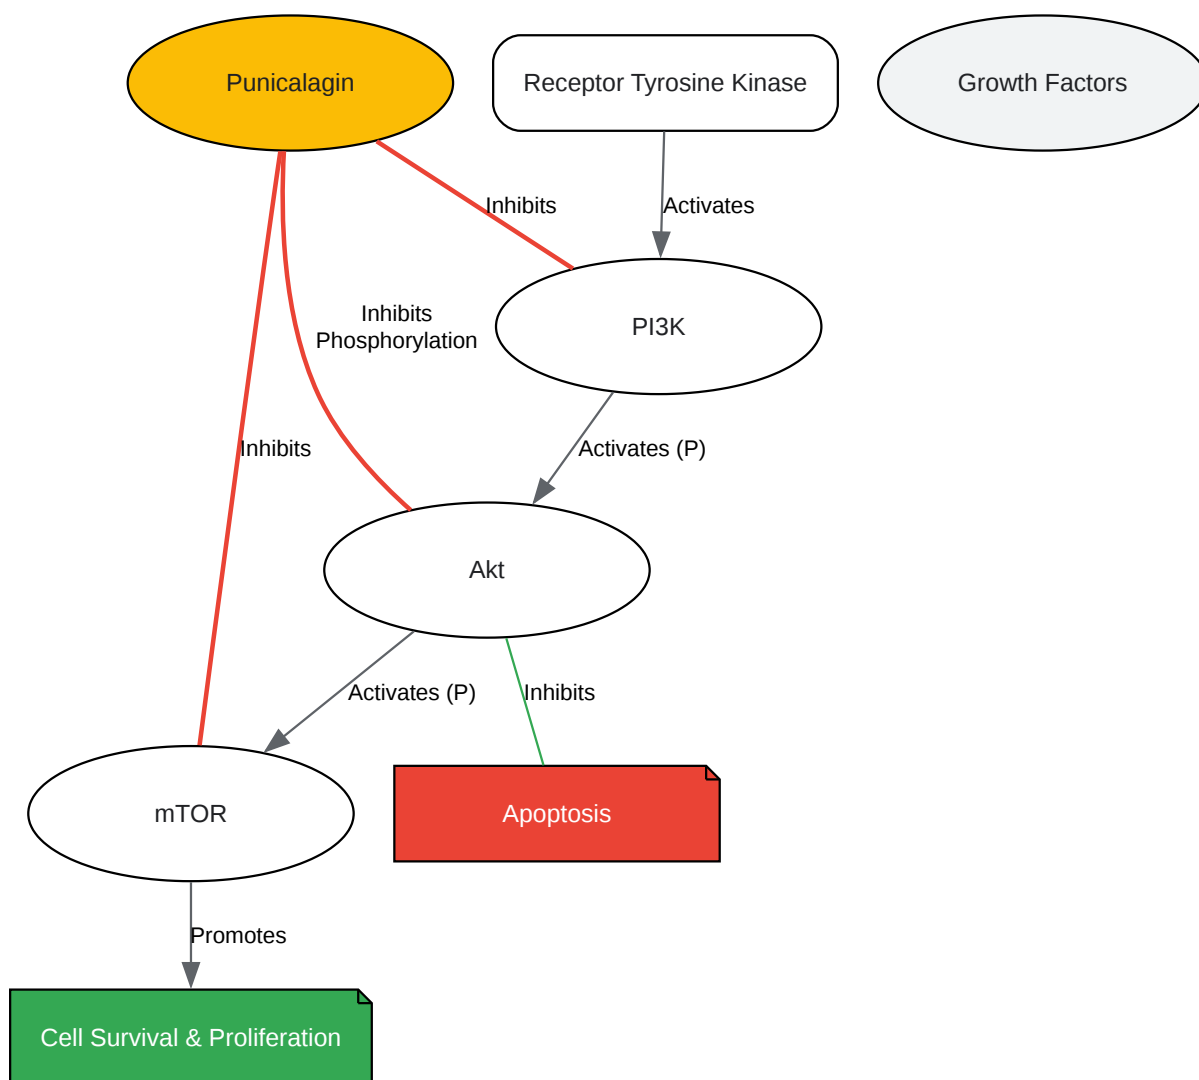 Punicalagin
Receptor Tyrosine Kinase
Growth Factors
Inhibits
Activates
Inhibits
Phosphorylation
PI3K
Inhibits
Activates (P)
Akt
Activates (P)
Inhibits
mTOR
Apoptosis
Promotes
Cell Survival & Proliferation